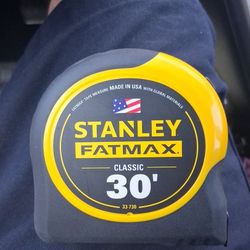 FATMAX® TAPE MEASURE MADE IN USA WITH GLOBAL MATERIALS
STANLEY
FATMAX
CLASSIC
30'
33-730